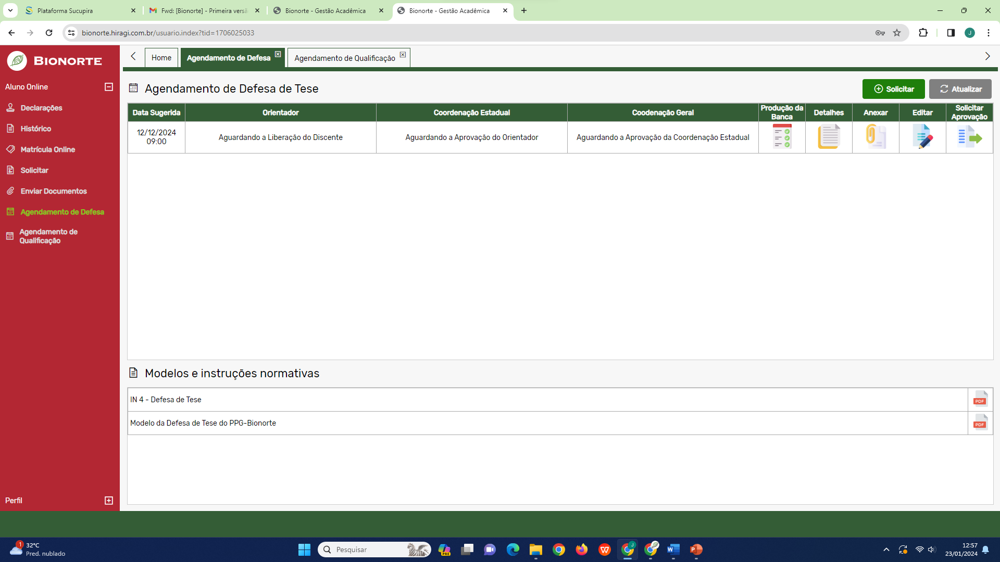 Plataforma Sucupira
Fwd: [Bionorte] - Primeira versã
Bionorte - Gestão Acadêmica
Bionorte - Gestão Acadêmica
bionorte.hiragi.com.br/usuario.index?tid=1706025033
J
BIONORTE
Home
Agendamento de Defesa
Agendamento de Qualificação
Aluno Online
Declarações
Histórico
Matrícula Online
Solicitar
Enviar Documentos
Agendamento de Defesa
Agendamento de
Qualificação
Perfil
Agendamento de Defesa de Tese
Solicitar
Atualizar
Data Sugerida
Orientador
Coordenação Estadual
Coodenação Geral
Produção da
Banca
Detalhes
Anexar
Editar
Solicitar
Aprovação
12/12/2024
09:00
Aguardando a Liberação do Discente
Aguardando a Aprovação do Orientador
Aguardando a Aprovação da Coordenação Estadual
Modelos e instruções normativas
IN 4 - Defesa de Tese
PDF
Modelo da Defesa de Tese do PPG-Bionorte
PDF
1
32°C
Pred. nublado
Pesquisar
PRE
J
12:57
23/01/2024